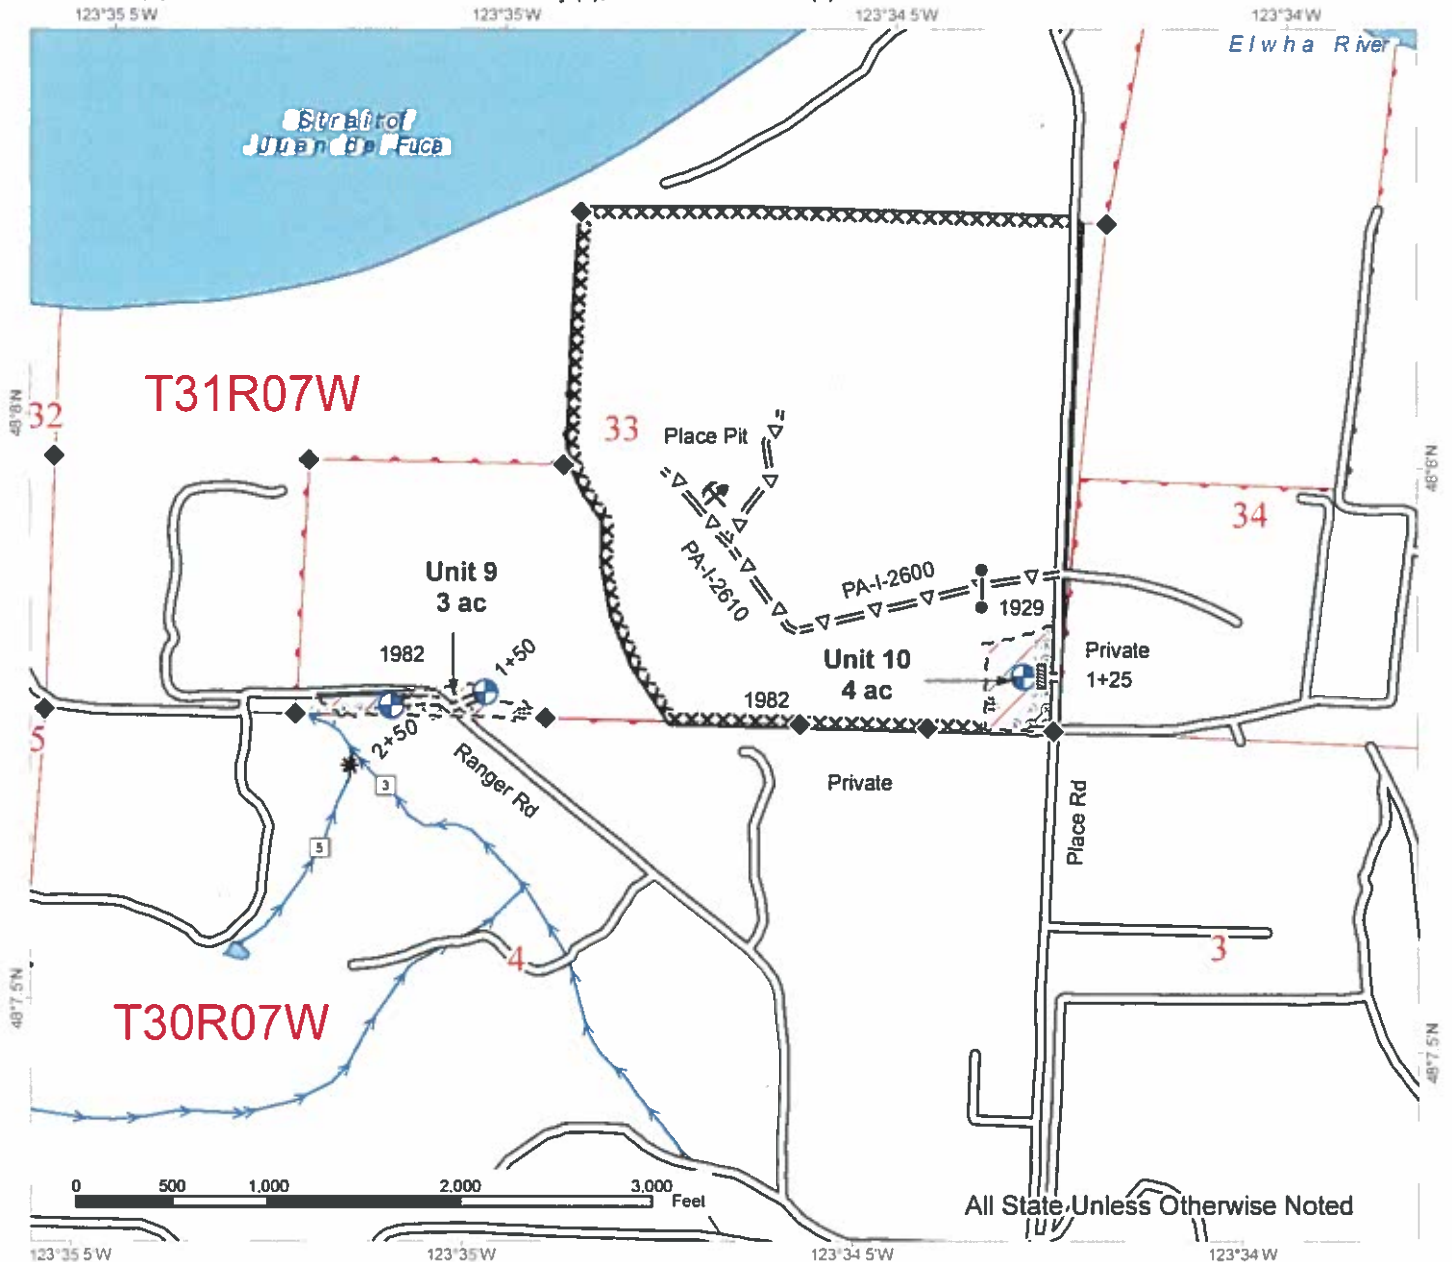 123°35 5'W
123°35'W
123°34 5'W
123°34'W
Elwha River
Strait of
Juan de Fuca
T31R07W
48°8'N
32
33
Place Pit
48°8'N
34
PA-I-2610
PA-I-2600
1929
Unit 9
3 ac
1982
1+50
Unit 10
4 ac
Private
1+25
1982
5
2+50
Ranger Rd
3
Private
Place Rd
5
4
3
48°7.5'N
T30R07W
48°7.5'N
0 500 1,000 2,000 3,000
Feet
All State Unless Otherwise Noted
123°35 5'W
123°35'W
123°34 5'W
123°34'W